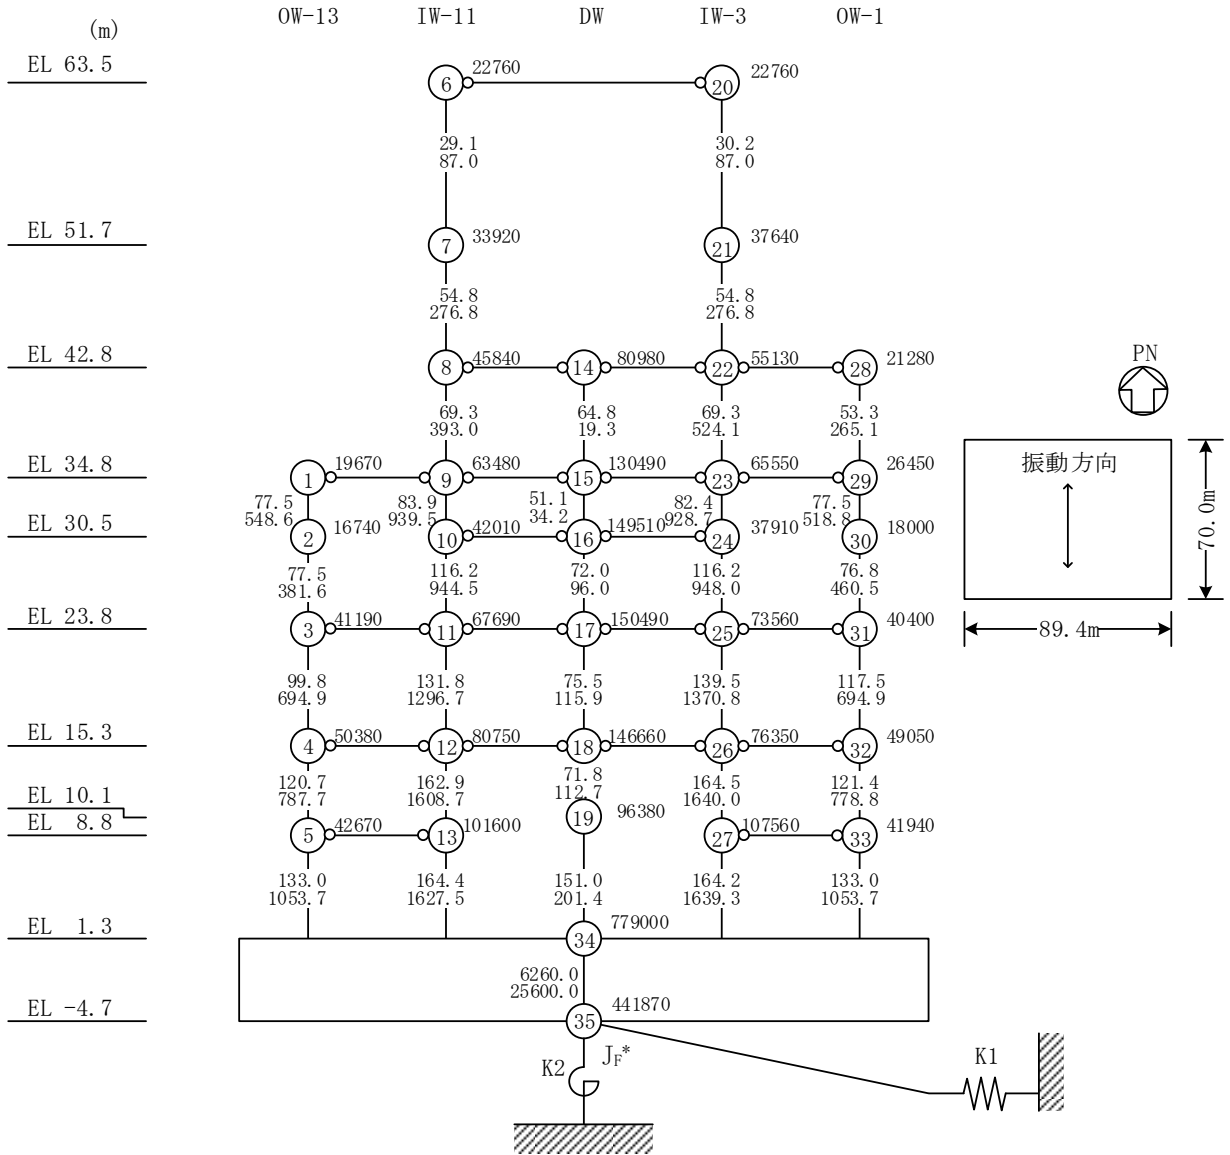 OW-13 IW-11 DW IW-3 OW-1
(m)
EL 63.5
6 22760 20 22760
29.1 30.2
87.0 87.0
EL 51.7
7 33920 21 37640
54.8 54.8
276.8 276.8
EL 42.8
8 45840 14 80980 22 55130 28 21280
69.3 64.8 69.3 53.3
393.0 19.3 524.1 265.1
EL 34.8
1 19670 9 63480 15 130490 23 65550 29 26450
77.5 83.9 51.1 82.4 77.5
548.6 939.5 34.2 928.7 518.8
EL 30.5
2 16740 10 42010 16 149510 24 37910 30 18000
77.5 116.2 72.0 116.2 76.8
381.6 944.5 96.0 948.0 460.5
EL 23.8
3 41190 11 67690 17 150490 25 73560 31 40400
99.8 131.8 75.5 139.5 117.5
694.9 1296.7 115.9 1370.8 694.9
EL 15.3
4 50380 12 80750 18 146660 26 76350 32 49050
120.7 162.9 71.8 164.5 121.4
787.7 1608.7 112.7 1640.0 778.8
EL 10.1
19 96380
EL 8.8
5 42670 13 101600 27 107560 33 41940
133.0 164.4 151.0 164.2 133.0
1053.7 1627.5 201.4 1639.3 1053.7
EL 1.3
34 779000
6260.0
25600.0
EL -4.7
35 441870
K2 JF* K1
PN
振動方向
70.0m
89.4m